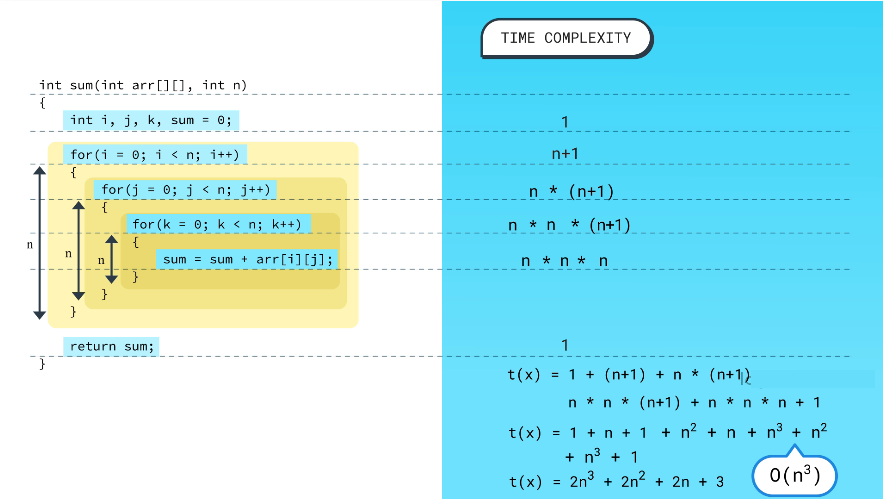 TIME COMPLEXITY
int sum(int arr[][], int n)
{
int i, j, k, sum = 0;
1
for(i = 0; i < n; i++)
n+1
{
for(j = 0; j < n; j++)
n * (n+1)
{
for(k = 0; k < n; k++)
n * n * (n+1)
{
sum = sum + arr[i][j];
n * n * n
}
}
}
n
n
n
return sum;
1
}
t(x) = 1 + (n+1) + n * (n+1)
n * n * (n+1) + n * n * n + 1
t(x) = 1 + n + 1 + n² + n + n³ + n²
+ n³ + 1
t(x) = 2n³ + 2n² + 2n + 3
O(n³)